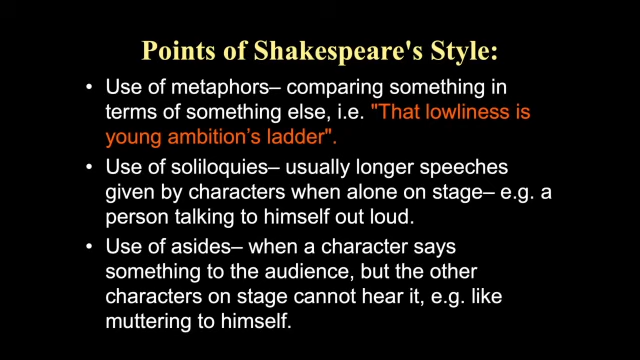 Points of Shakespeare's Style:
• Use of metaphors– comparing something in
terms of something else, i.e. "That lowliness is
young ambition’s ladder".
• Use of soliloquies– usually longer speeches
given by characters when alone on stage– e.g. a
person talking to himself out loud.
• Use of asides– when a character says
something to the audience, but the other
characters on stage cannot hear it, e.g. like
muttering to himself.